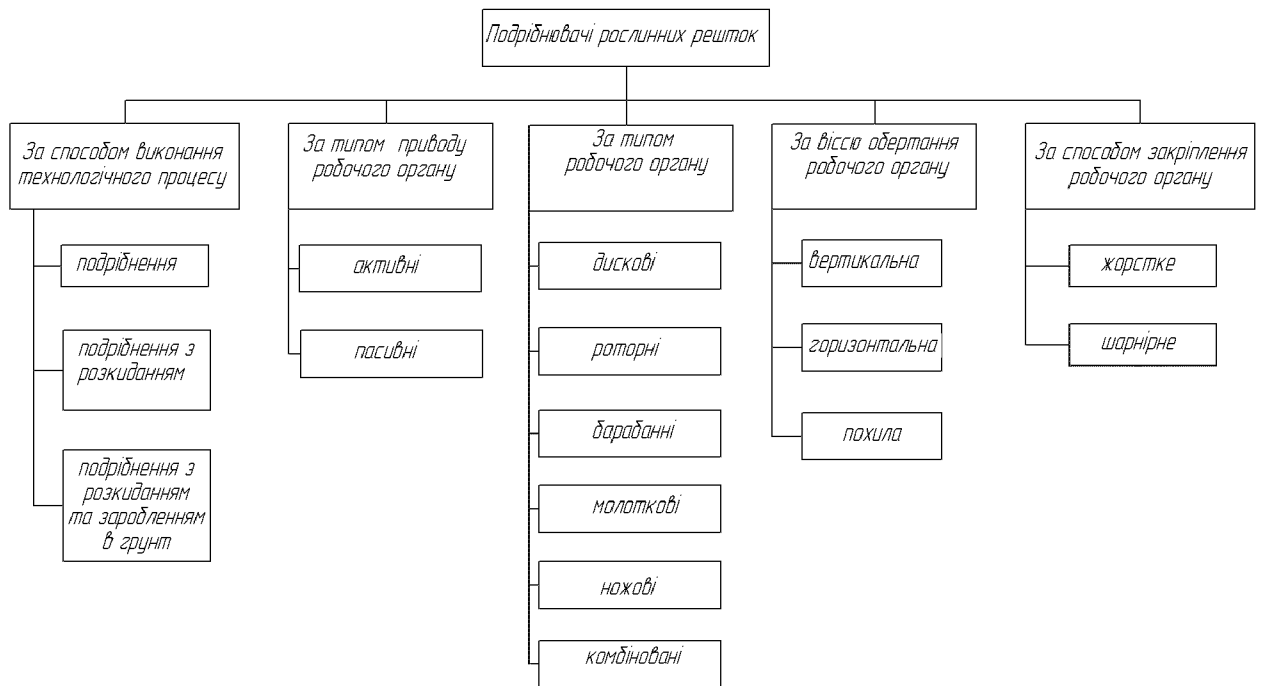 Подрібнювачі рослинних решток
За способом виконання
технологічного процесу
подрібнення
подрібнення з
розкиданням
подрібнення з
розкиданням
та заробленням
в грунт
За типом приводу
робочого органу
активні
пасивні
За типом
робочого органу
дискові
роторні
барабанні
молоткові
ножові
комбіновані
За віссю обертання
робочого органу
вертикальна
горизонтальна
похила
За способом закріплення
робочого органу
жорстке
шарнірне